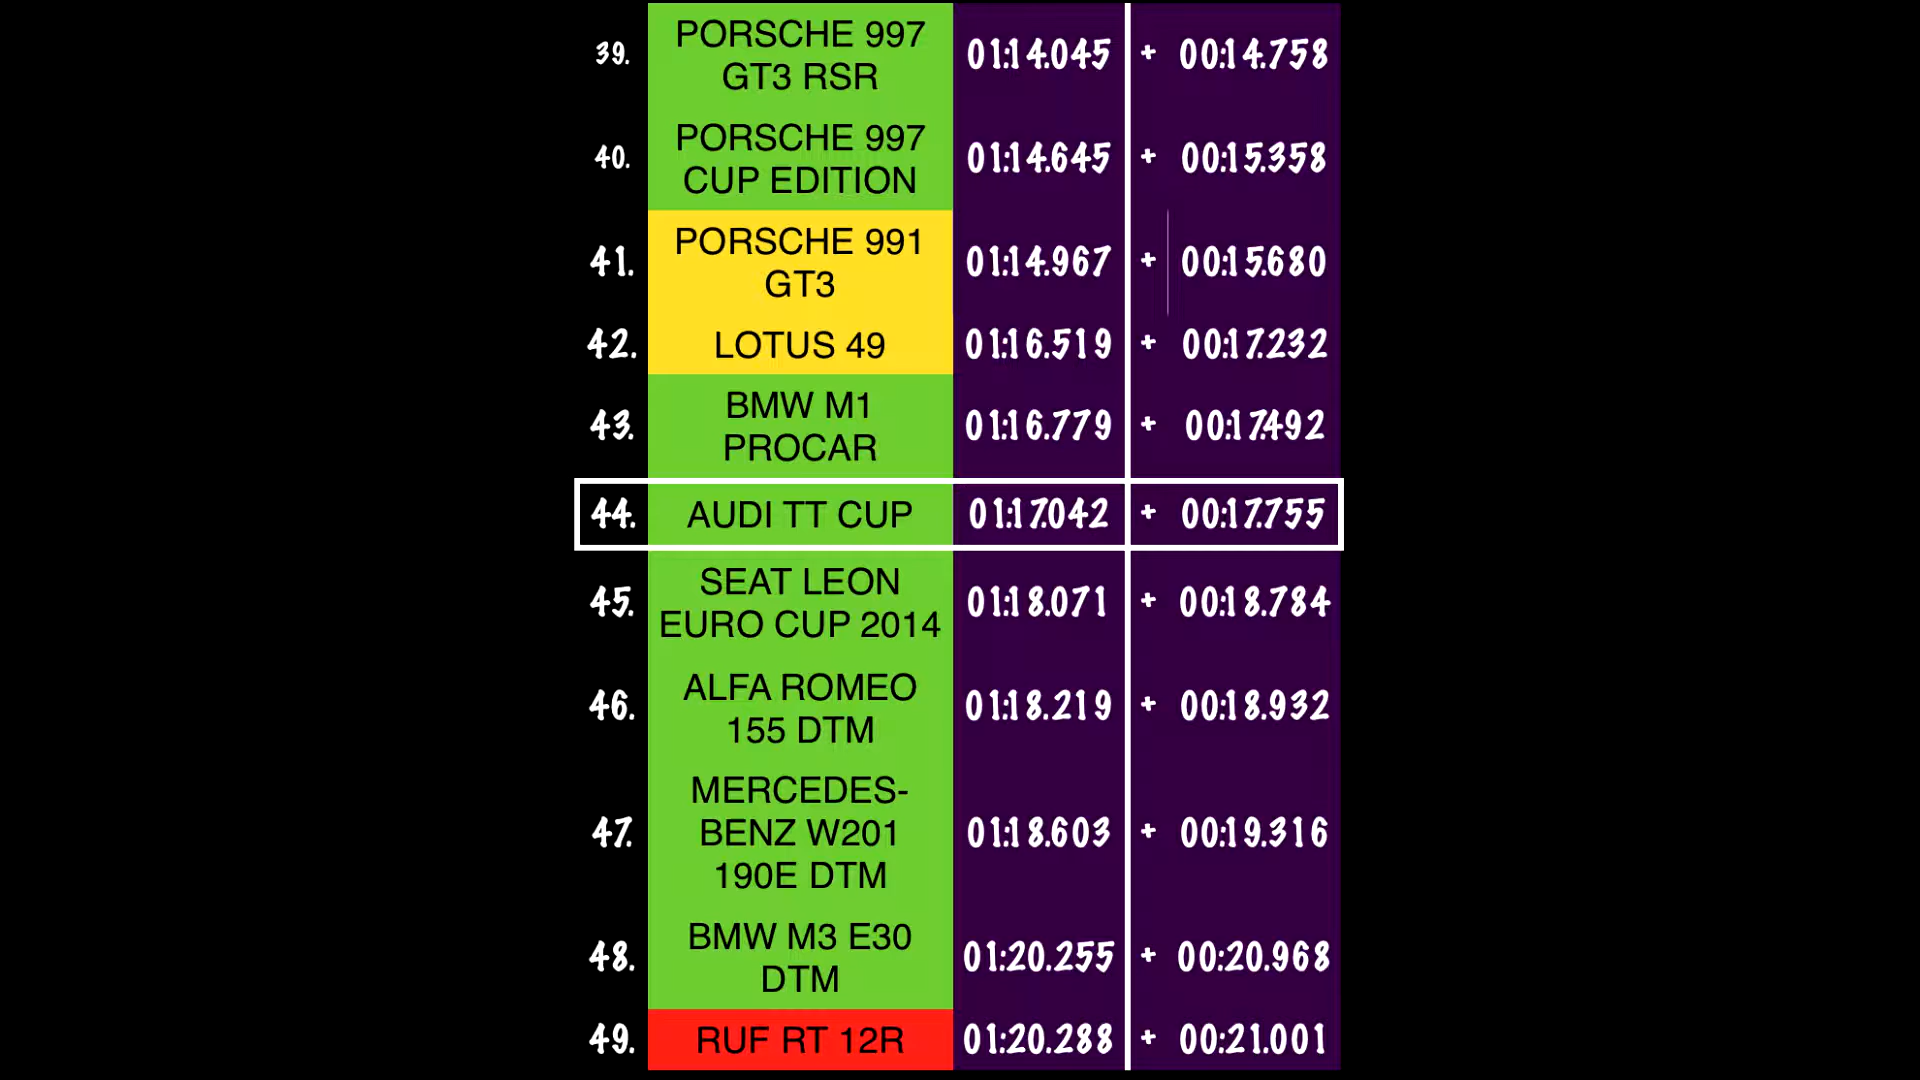 39. PORSCHE 997 GT3 RSR 01:14.045 + 00:14.758
40. PORSCHE 997 CUP EDITION 01:14.645 + 00:15.358
41. PORSCHE 991 GT3 01:14.967 + 00:15.680
42. LOTUS 49 01:16.519 + 00:17.232
43. BMW M1 PROCAR 01:16.779 + 00:17.492
44. AUDI TT CUP 01:17.042 + 00:17.755
45. SEAT LEON EURO CUP 2014 01:18.071 + 00:18.784
46. ALFA ROMEO 155 DTM 01:18.219 + 00:18.932
47. MERCEDES-BENZ W201 190E DTM 01:18.603 + 00:19.316
48. BMW M3 E30 DTM 01:20.255 + 00:20.968
49. RUF RT 12R 01:20.288 + 00:21.001